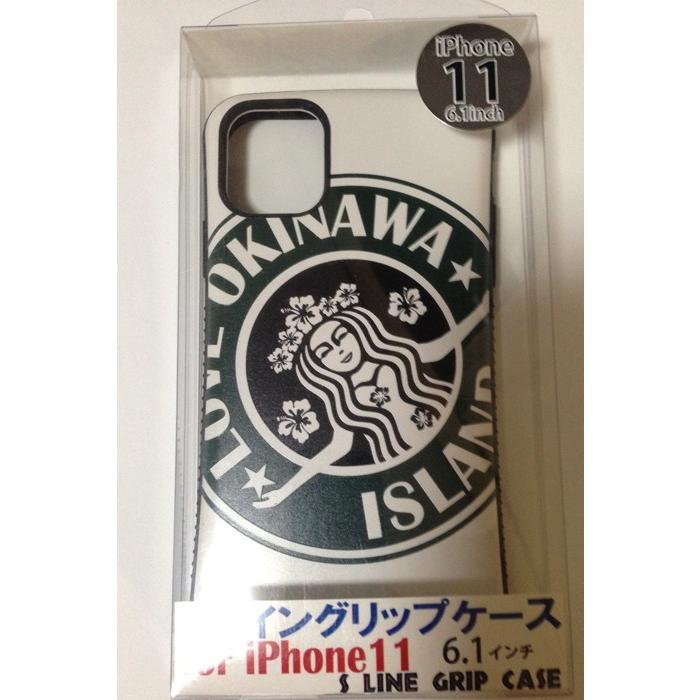 iPhone
11
6.1inch
LOVE OKINAWA
ISLAND
イングリップケース
iPhone11 6.1インチ
S LINE GRIP CASE